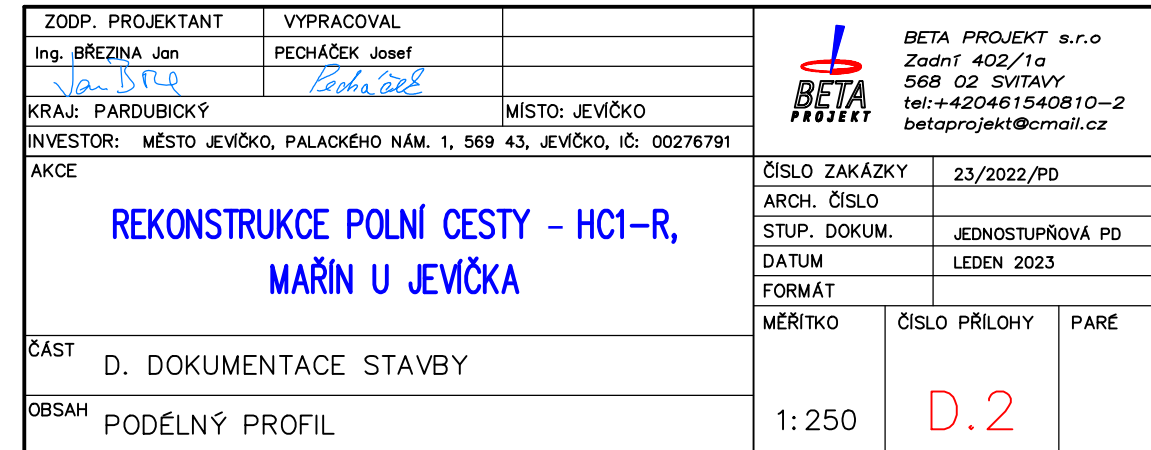 ZODP. PROJEKTANT VYPRACOVAL
Ing. BŘEZINA Jan PECHÁČEK Josef
Pecháček
KRAJ: PARDUBICKÝ MÍSTO: JEVÍČKO
INVESTOR: MĚSTO JEVÍČKO, PALACKÉHO NÁM. 1, 569 43, JEVÍČKO, IČ: 00276791
BETA
PROJEKT
BETA PROJEKT s.r.o
Zadní 402/1a
568 02 SVITAVY
tel:+420461540810-2
betaprojekt@cmail.cz
AKCE
REKONSTRUKCE POLNÍ CESTY - HC1-R,
MAŘÍN U JEVÍČKA
ČÍSLO ZAKÁZKY 23/2022/PD
ARCH. ČÍSLO
STUP. DOKUM. JEDNOSTUPŇOVÁ PD
DATUM LEDEN 2023
FORMÁT
ČÁST D. DOKUMENTACE STAVBY
OBSAH PODÉLNÝ PROFIL
MĚŘÍTKO ČÍSLO PŘÍLOHY PARÉ
1:250 D.2